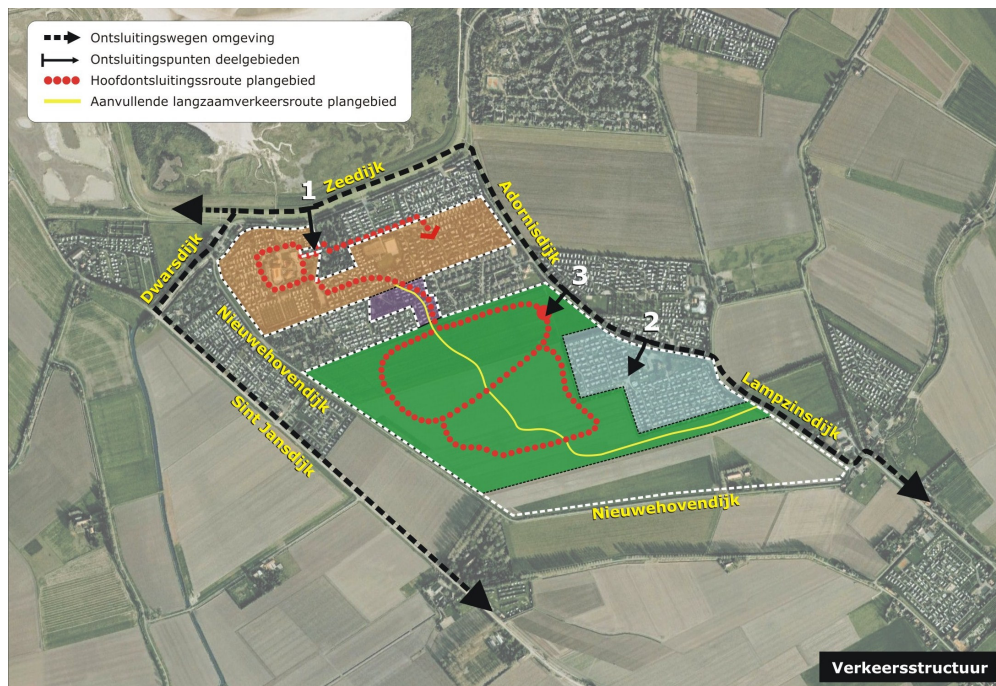 Ontsluitingswegen omgeving
Ontsluitingspunten deelgebieden
Hoofdontsluitingssroute plangebied
Aanvullende langzaamverkeersroute plangebied
1
Zeedijk
Adornisdijk
Dwarsdijk
3
Nieuwehovendijk
2
Lampzinsdijk
Sint Jansdijk
Nieuwehovendijk
Verkeersstructuur